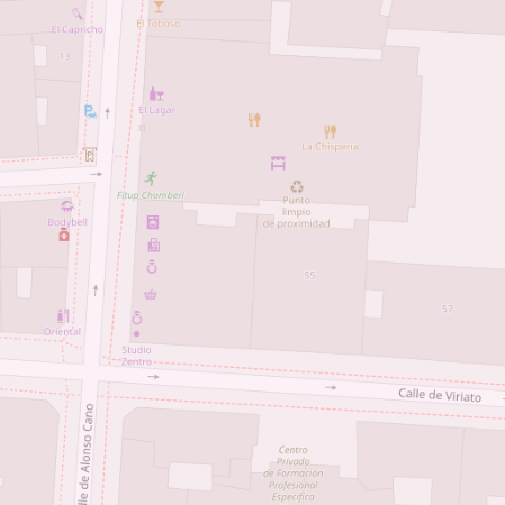 El Toboso
El Capricho
13
El Lagar
La Chispería
Fitup Chamberí
Punto
limpio
de proximidad
Bodybell
55
57
Oriental
Studio
Zentro
Calle de Viriato
lle de Alonso Cano
Centro
Privado
de Formación
Profesional
Específica